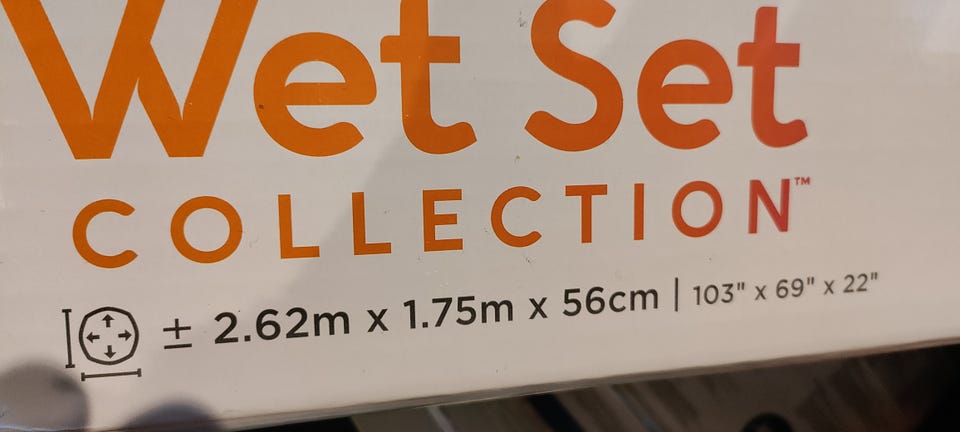 Wet Set
COLLECTION™
± 2.62m x 1.75m x 56cm | 103" x 69" x 22"